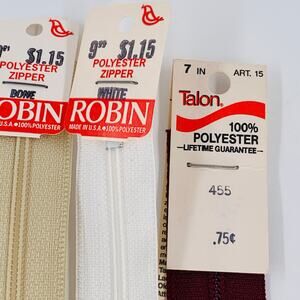 9" $1.15
POLYESTER
ZIPPER
BONE
ROBIN
U.S.A. • 100% POLYESTER
9" $1.15
POLYESTER
ZIPPER
WHITE
ROBIN
MADE IN U.S.A. • 100% POLYESTER
7 IN ART. 15
Talon
100%
POLYESTER
LIFETIME GUARANTEE
455
.75¢